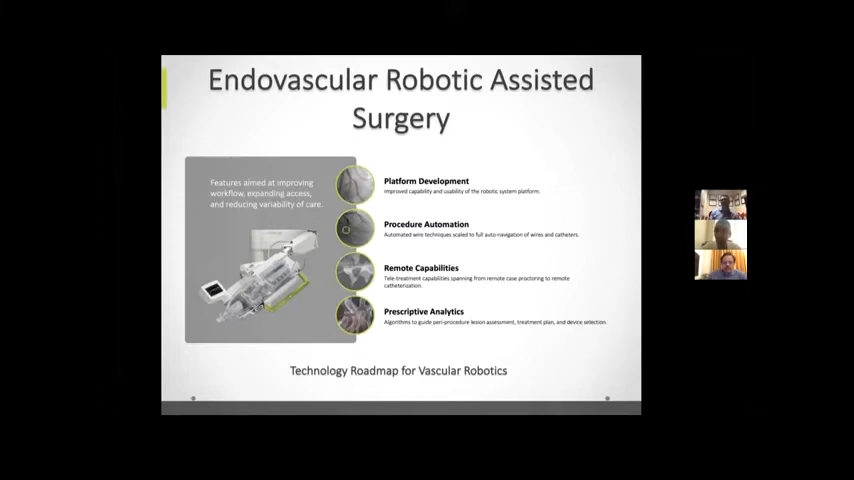 Endovascular Robotic Assisted
Surgery
Features aimed at improving
workflow, expanding access,
and reducing variability of care.
Platform Development
Improved capability and usability of the robotic system platform.
Procedure Automation
Automated wire techniques scaled to full auto-navigation of wires and catheters.
Remote Capabilities
Tele-treatment capabilities spanning from remote case proctoring to remote
catheterization.
Prescriptive Analytics
Algorithms to guide peri-procedure lesion assessment, treatment plan, and device selection.
Technology Roadmap for Vascular Robotics